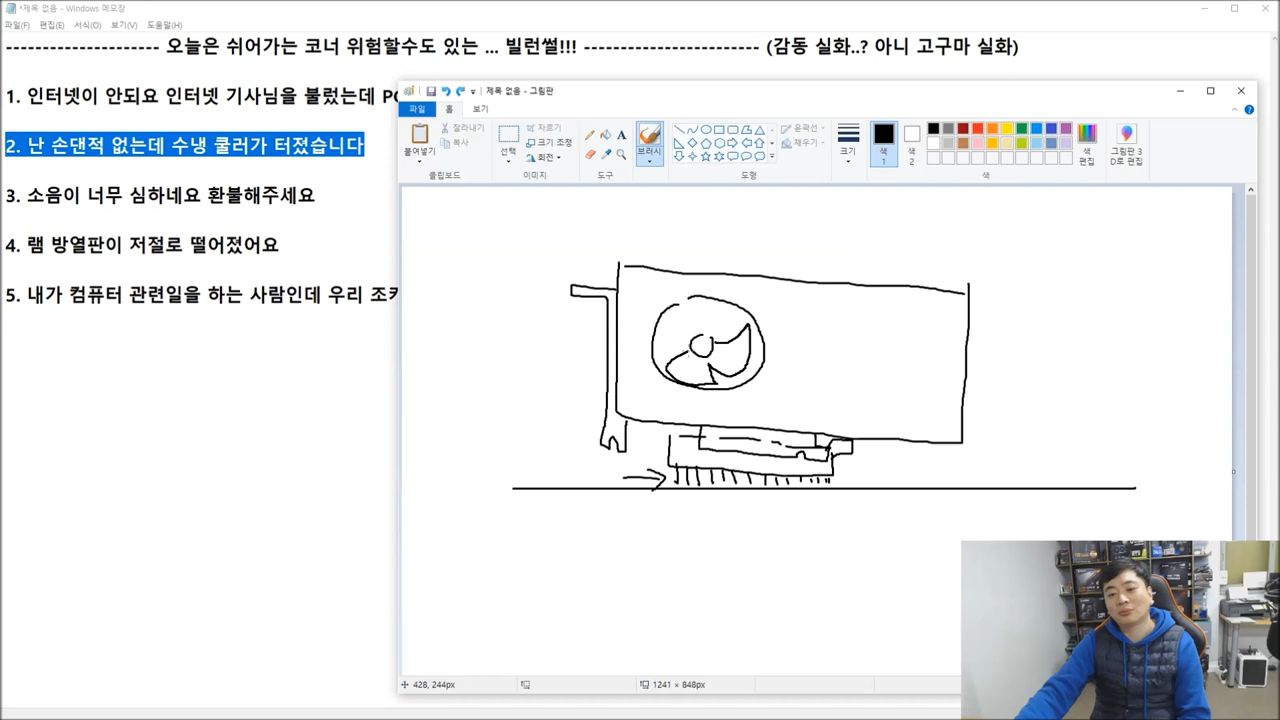 *제목 없음 - Windows 메모장
파일(F) 편집(E) 서식(O) 보기(V) 도움말(H)
--------------------- 오늘은 쉬어가는 코너 위험할수도 있는 ... 빌런썰!!! ------------------------ (감동 실화..? 아니 고구마 실화)
1. 인터넷이 안되요 인터넷 기사님을 불렀는데 PC
2. 난 손댄적 없는데 수냉 쿨러가 터졌습니다
3. 소음이 너무 심하네요 환불해주세요
4. 램 방열판이 저절로 떨어졌어요
5. 내가 컴퓨터 관련일을 하는 사람인데 우리 조카
제목 없음 - 그림판
파일 홈 보기
붙여넣기 잘라내기 복사
선택 자르기 크기 조정 회전
A
브러시
윤곽선 채우기
크기
색 1 색 2
색 편집
그림판 3D로 편집
클립보드 이미지 도구 도형 색
428, 244px 1241 × 848px